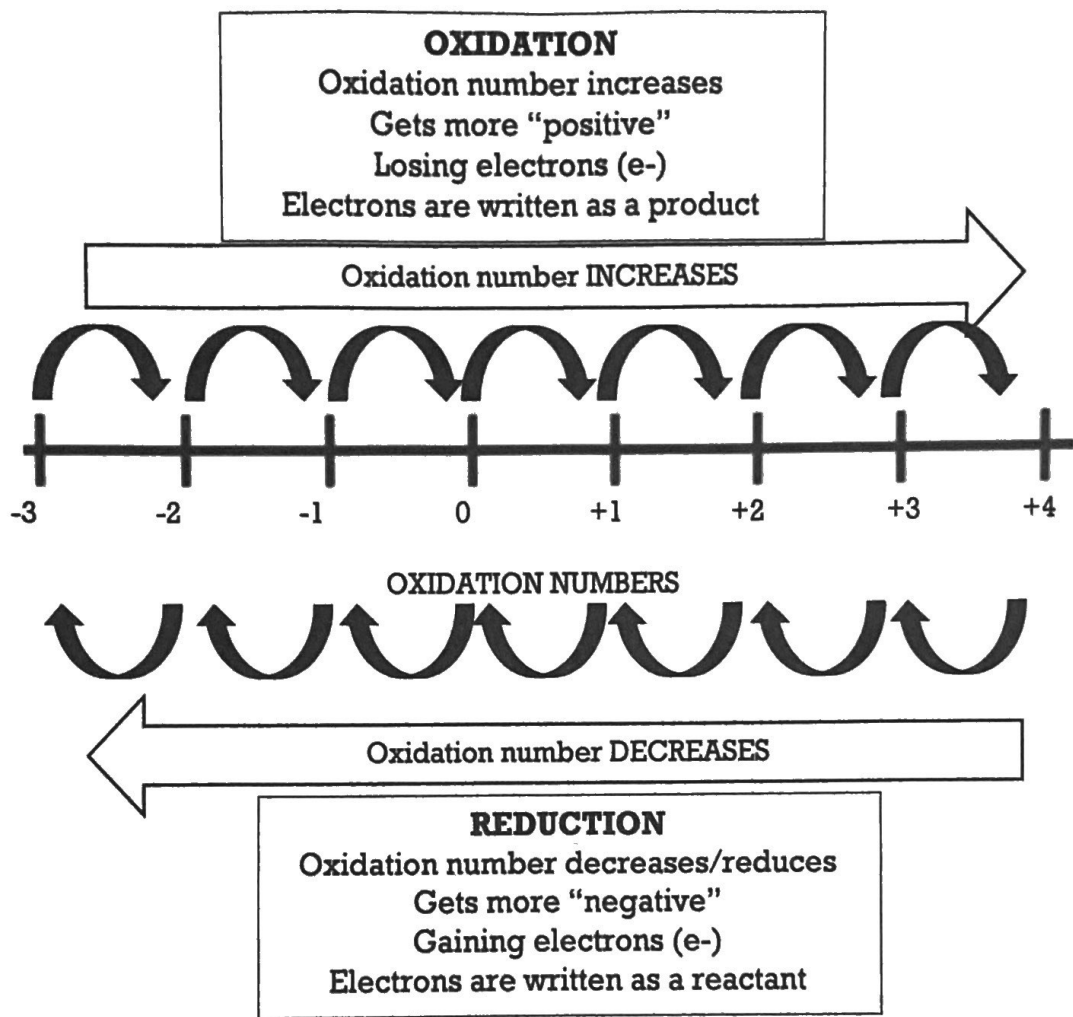 OXIDATION
Oxidation number increases
Gets more “positive”
Losing electrons (e-)
Electrons are written as a product
Oxidation number INCREASES
-3 -2 -1 0 +1 +2 +3 +4
OXIDATION NUMBERS
Oxidation number DECREASES
REDUCTION
Oxidation number decreases/reduces
Gets more “negative”
Gaining electrons (e-)
Electrons are written as a reactant